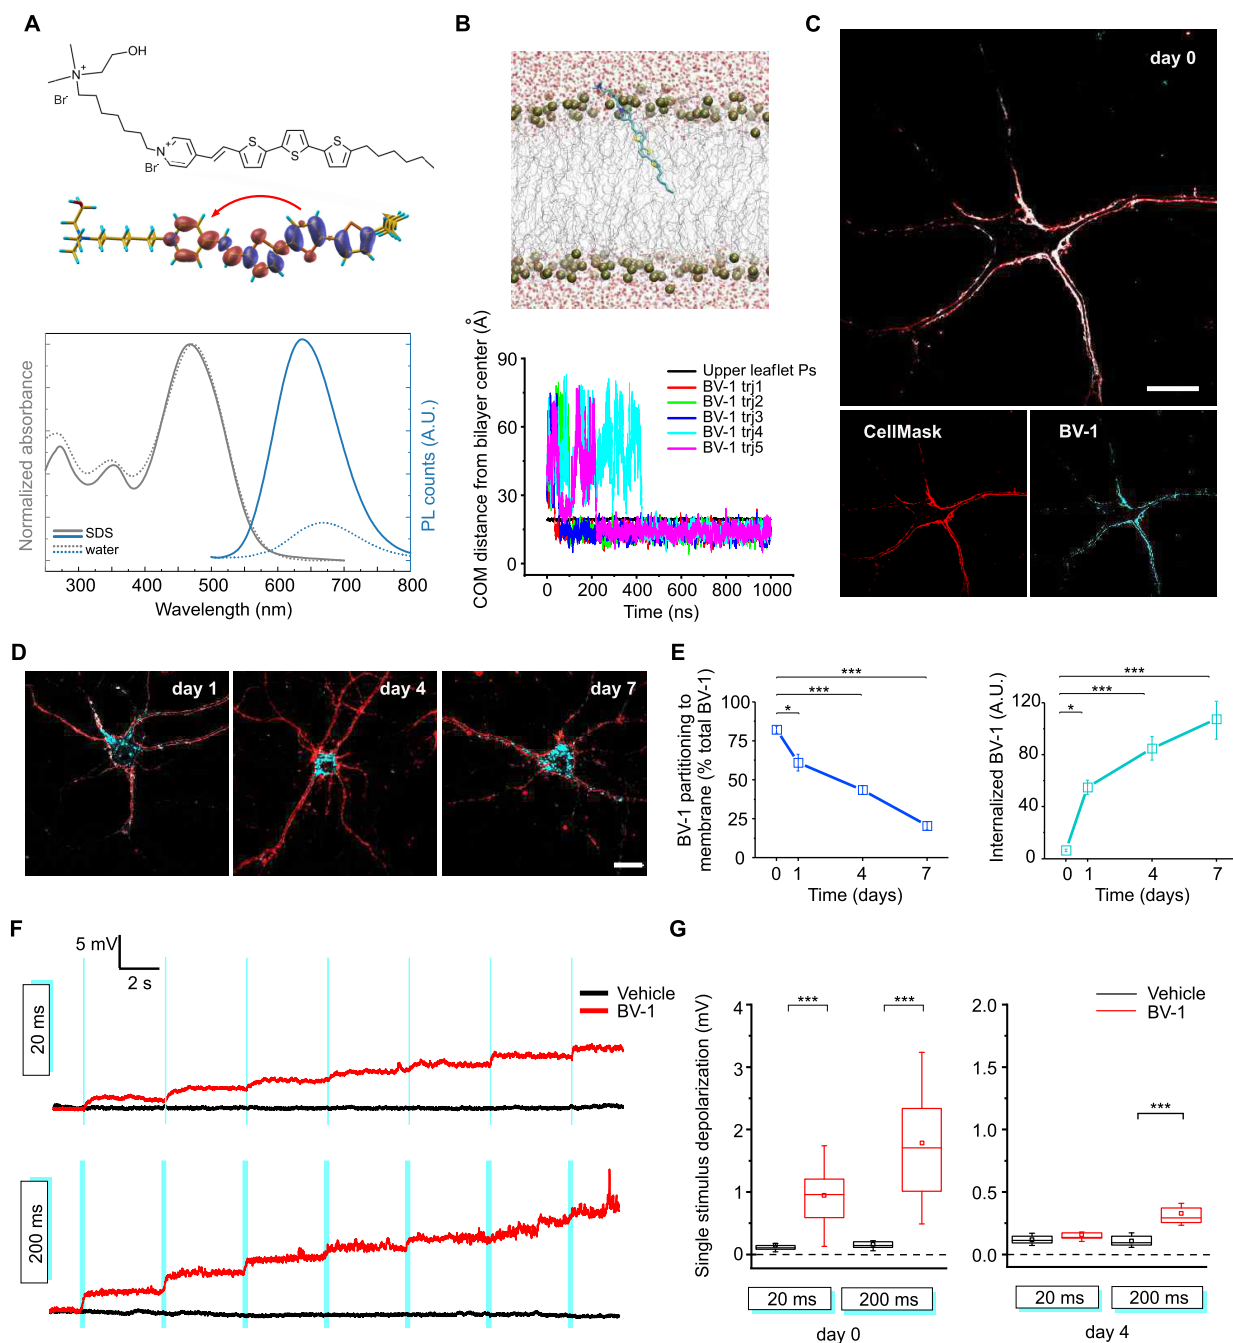 A
OH
N
+
Br-
N
+
Br-
S
S
S
Normalized absorbance
PL counts (A.U.)
SDS
water
300
400
500
600
700
800
Wavelength (nm)
B
COM distance from bilayer center (Å)
90
60
30
0
Upper leaflet Ps
BV-1 trj1
BV-1 trj2
BV-1 trj3
BV-1 trj4
BV-1 trj5
0 200 400 600 800 1000
Time (ns)
C
day 0
CellMask
BV-1
D
day 1
day 4
day 7
E
BV-1 partitioning to
membrane (% total BV-1)
***
***
*
100
75
50
25
0
0 1 4 7
Time (days)
Internalized BV-1 (A.U.)
***
***
*
120
80
40
0
0 1 4 7
Time (days)
F
5 mV
2 s
20 ms
Vehicle
BV-1
200 ms
G
Single stimulus depolarization (mV)
4
3
2
1
0
***
***
20 ms
200 ms
day 0
Vehicle
BV-1
2.0
1.5
1.0
0.5
0.0
***
20 ms
200 ms
day 4